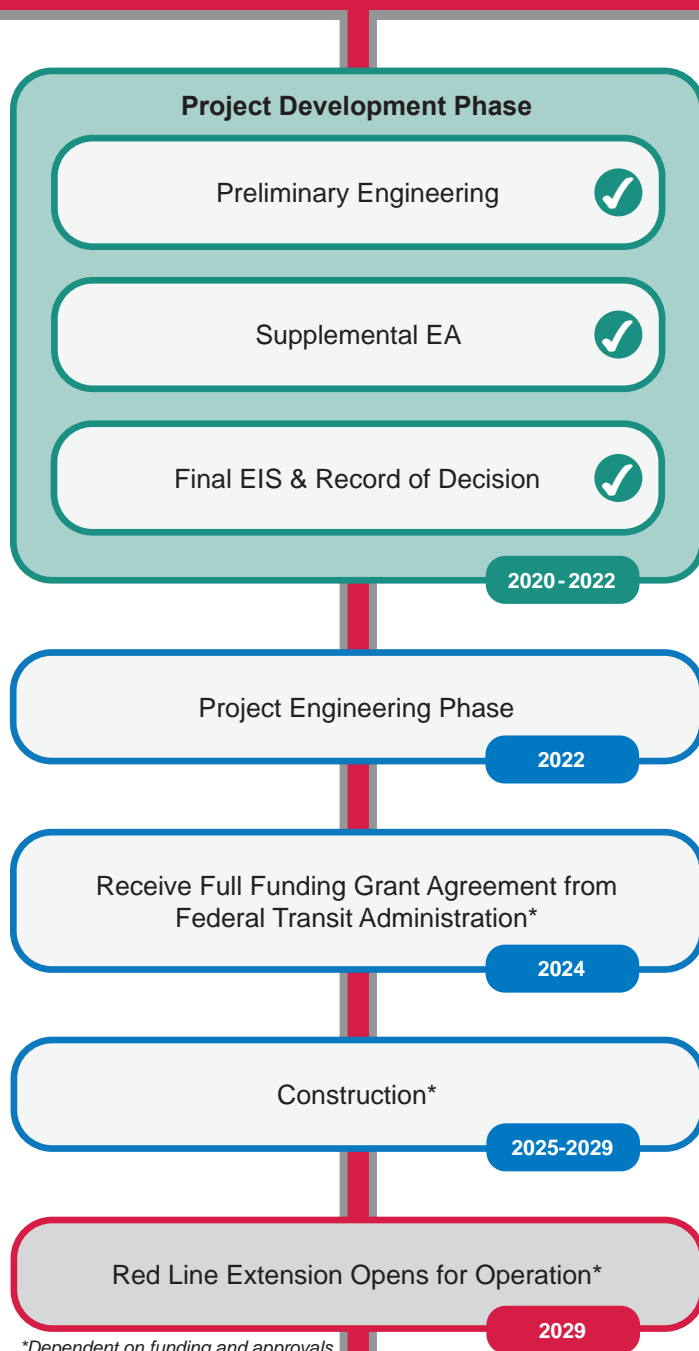 Project Development Phase
Preliminary Engineering
Supplemental EA
Final EIS & Record of Decision
2020-2022
Project Engineering Phase
2022
Receive Full Funding Grant Agreement from
Federal Transit Administration*
2024
Construction*
2025-2029
Red Line Extension Opens for Operation*
2029
*Dependent on funding and approvals